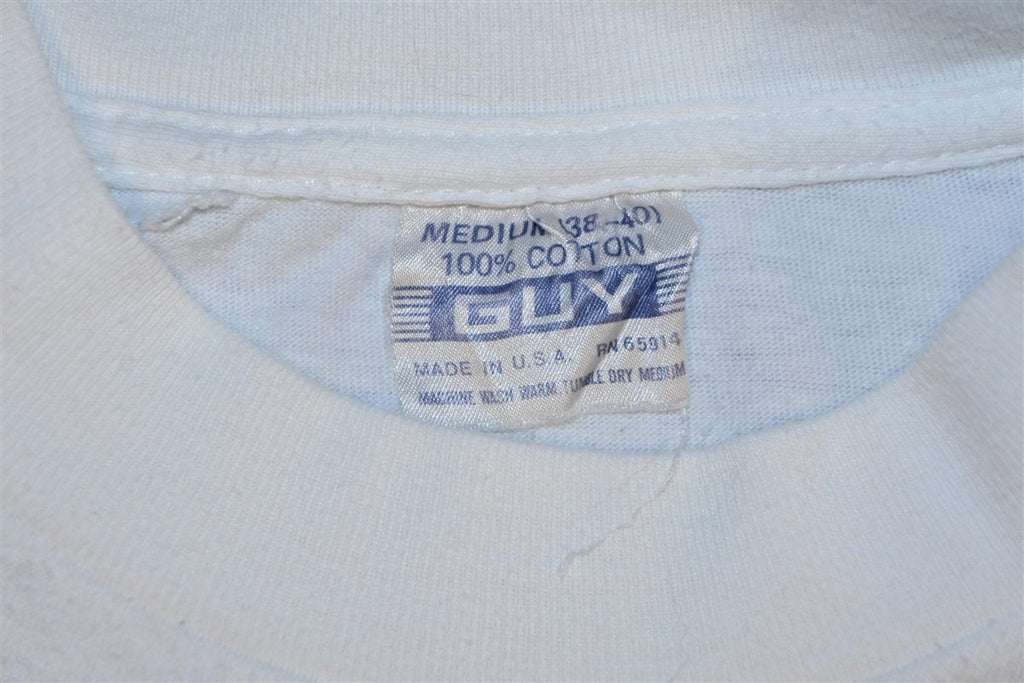 MEDIUM (38-40)
100% COTTON
GUY
MADE IN U.S.A. RN 65914
MACHINE WASH WARM. TUMBLE DRY MEDIUM